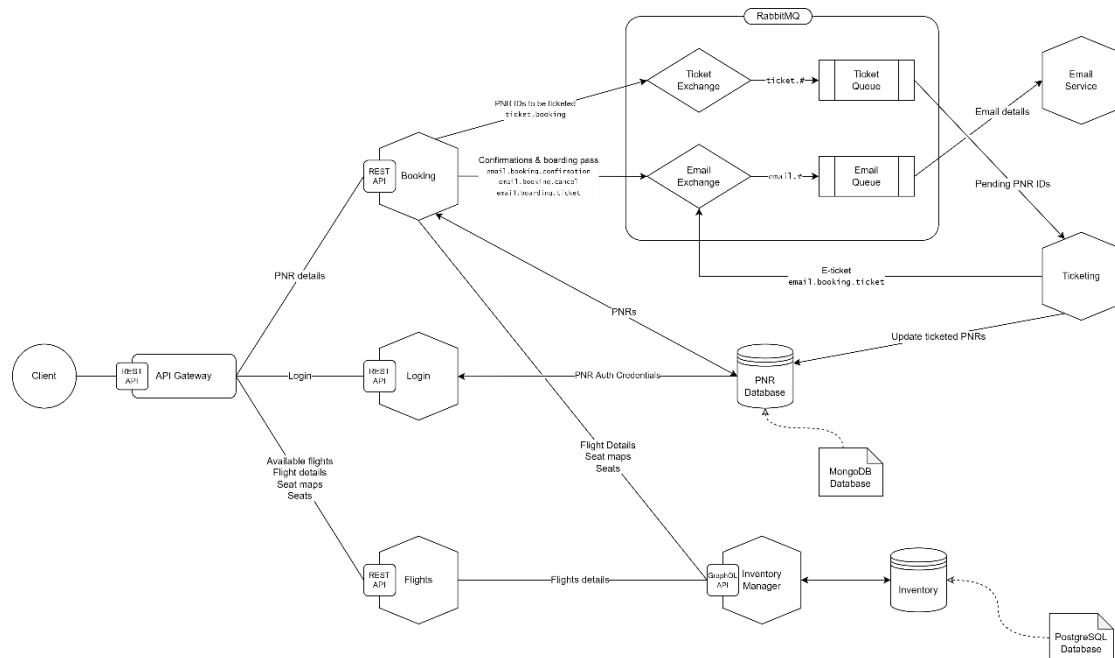 RabbitMQ
Ticket
Exchange
ticket.#
Ticket
Queue
Email
Service
PNR IDs to be ticketed
ticket.booking
Email details
REST
API
Booking
Confirmations & boarding pass
email.booking.confirmation
email.booking.cancel
email.boarding.ticket
Email
Exchange
email.#
Email
Queue
Pending PNR IDs
PNR details
E-ticket
email.booking.ticket
Ticketing
PNRs
Update ticketed PNRs
Client
REST
API
API Gateway
Login
REST
API
Login
PNR Auth Credentials
PNR
Database
Available flights
Flight details
Seat maps
Seats
Flight Details
Seat maps
Seats
MongoDB
Database
REST
API
Flights
Flights details
GraphQL
API
Inventory
Manager
Inventory
PostgreSQL
Database